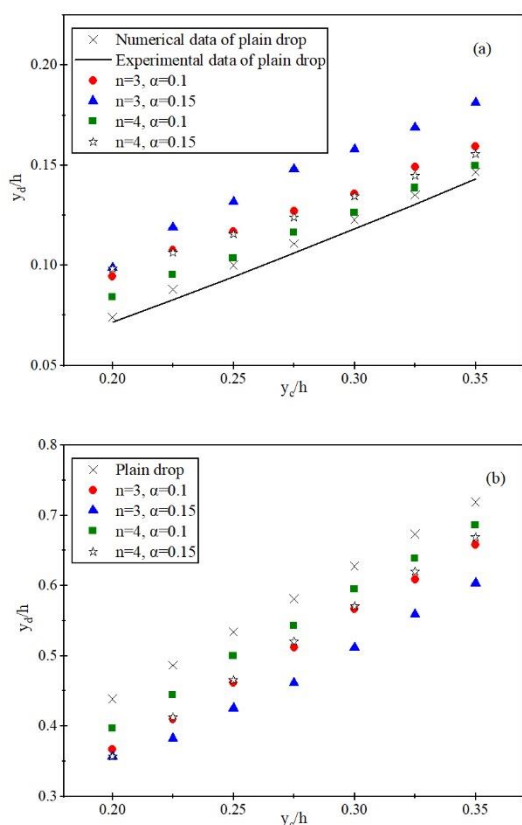 (a)
Numerical data of plain drop
Experimental data of plain drop
n=3, α=0.1
n=3, α=0.15
n=4, α=0.1
n=4, α=0.15
0.20
0.15
0.10
0.05
y_d/h
0.20 0.25 0.30 0.35
y_c/h
(b)
Plain drop
n=3, α=0.1
n=3, α=0.15
n=4, α=0.1
n=4, α=0.15
0.8
0.7
0.6
0.5
0.4
0.3
y_d/h
0.20 0.25 0.30 0.35
y_c/h